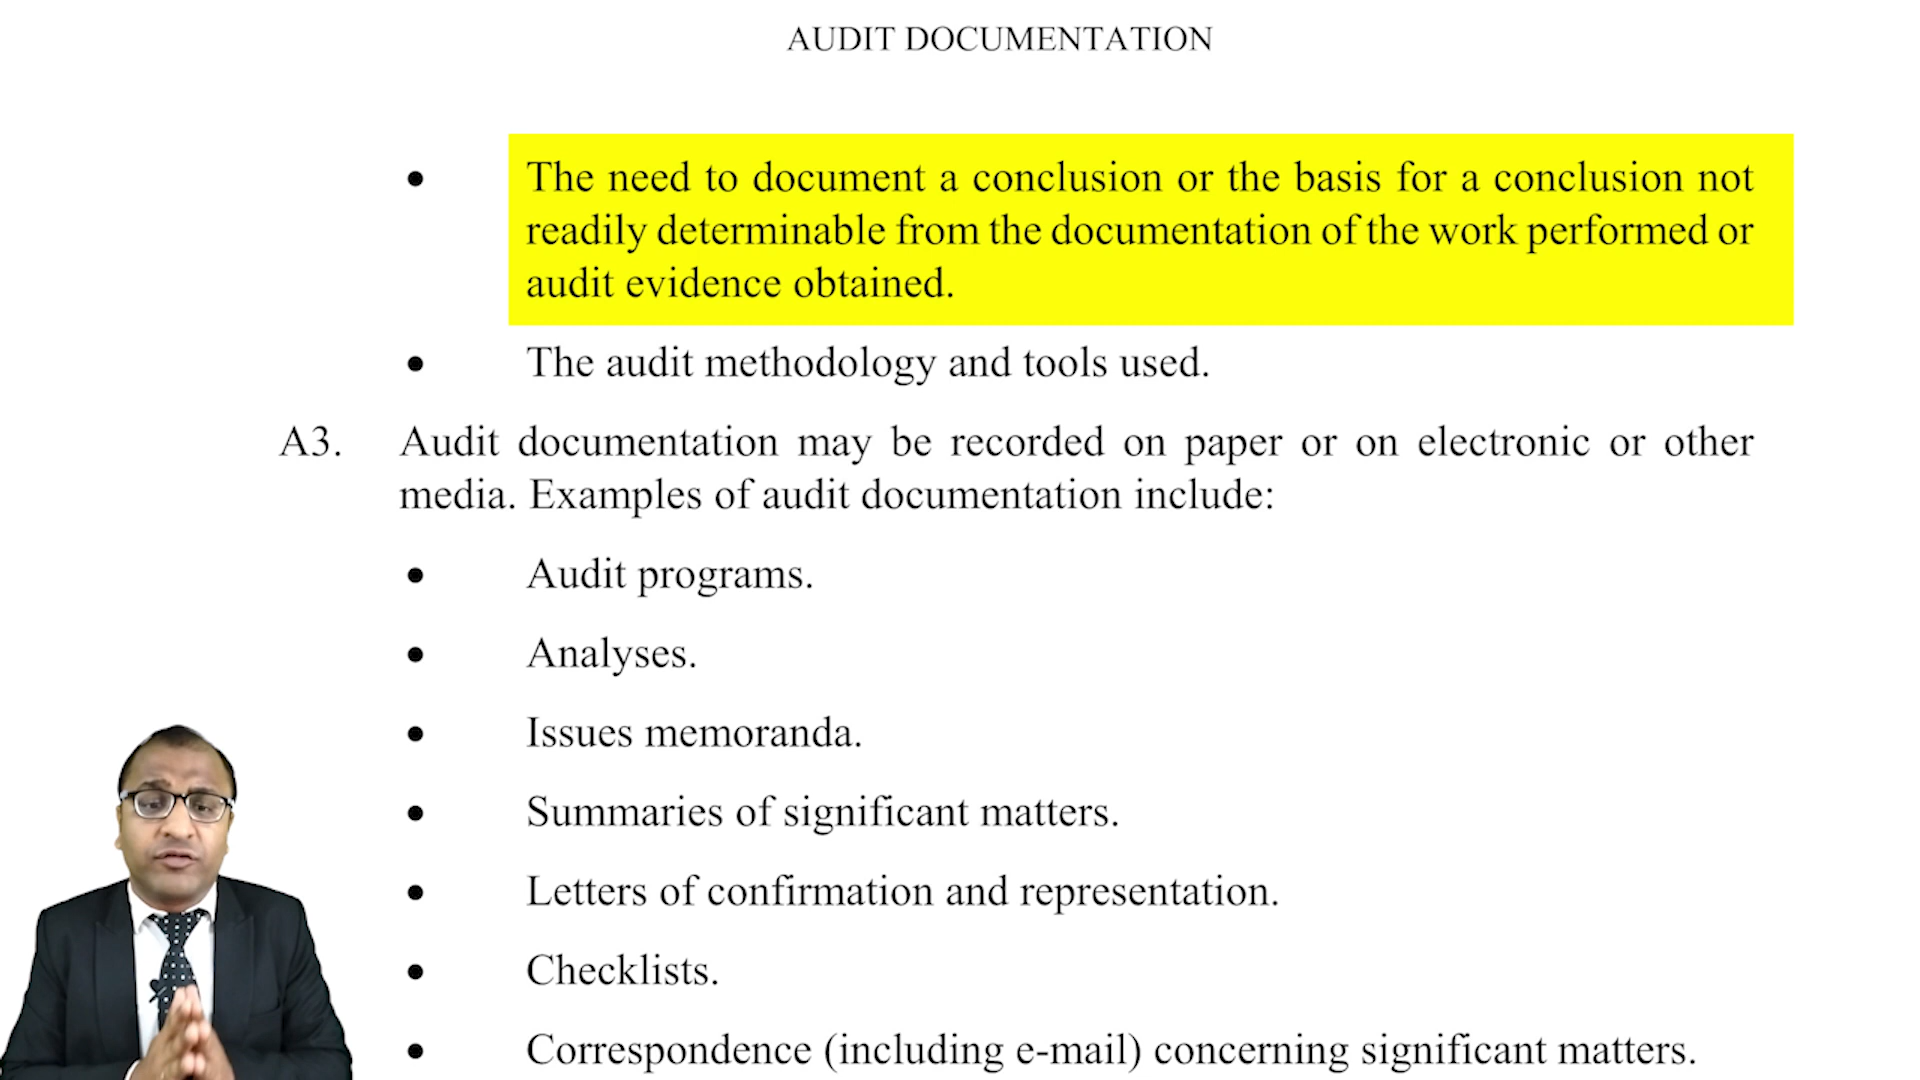 AUDIT DOCUMENTATION
• The need to document a conclusion or the basis for a conclusion not
readily determinable from the documentation of the work performed or
audit evidence obtained.
• The audit methodology and tools used.
A3. Audit documentation may be recorded on paper or on electronic or other
media. Examples of audit documentation include:
• Audit programs.
• Analyses.
• Issues memoranda.
• Summaries of significant matters.
• Letters of confirmation and representation.
• Checklists.
• Correspondence (including e-mail) concerning significant matters.